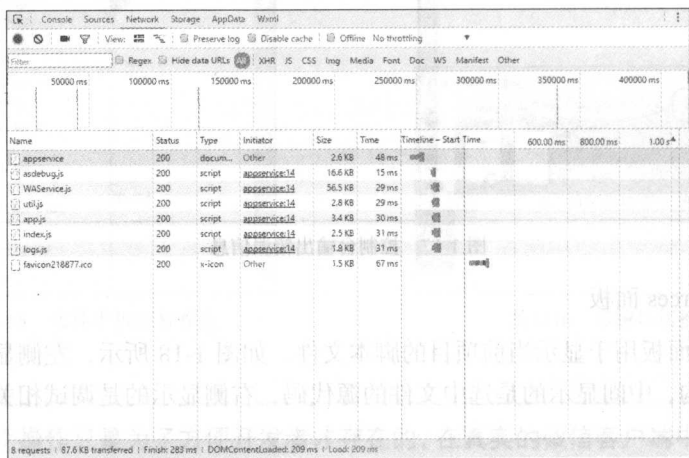 Console Sources Network Storage AppData Wxml
View: Preserve log Disable cache Offline No throttling
Filter Regex Hide data URLs All XHR JS CSS Img Media Font Doc WS Manifest Other
50000 ms 100000 ms 150000 ms 200000 ms 250000 ms 300000 ms 350000 ms 400000 ms
Name Status Type Initiator Size Time Timeline – Start Time 600.00 ms 800.00 ms 1.00 s
appservice 200 docum... Other 2.6 KB 48 ms
asdebug.js 200 script appservice:14 16.6 KB 15 ms
WAService.js 200 script appservice:14 56.5 KB 29 ms
util.js 200 script appservice:14 2.8 KB 29 ms
app.js 200 script appservice:14 3.4 KB 30 ms
index.js 200 script appservice:14 2.5 KB 31 ms
logs.js 200 script appservice:14 1.9 KB 31 ms
favicon218877.ico 200 x-icon Other 1.5 KB 67 ms
8 requests | 87.6 KB transferred | Finish: 283 ms | DOMContentLoaded: 209 ms | Load: 209 ms